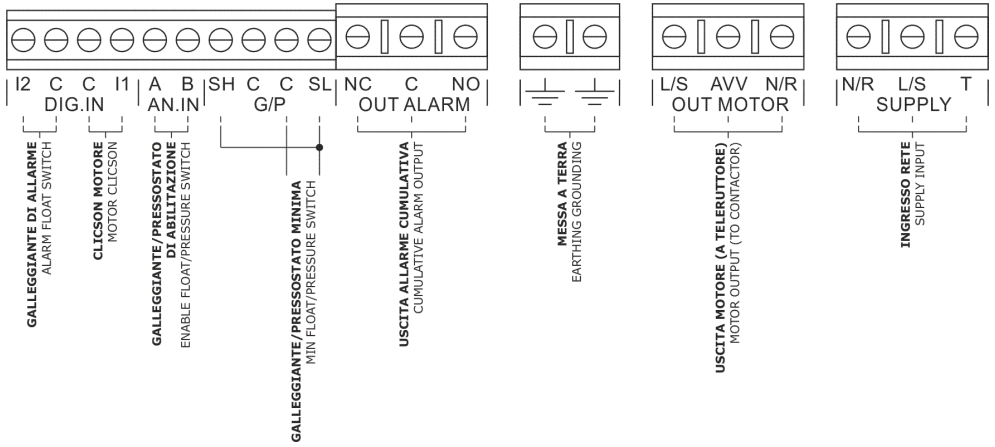 I2 C C I1 A B SH C C SL NC C NO L/S AVV N/R N/R L/S T
DIG.IN AN.IN G/P OUT ALARM OUT MOTOR SUPPLY
GALLEGGIANTE DI ALLARME
ALARM FLOAT SWITCH
CLICSON MOTORE
MOTOR CLICSON
GALLEGGIANTE/PRESSOSTATO
DI ABILITAZIONE
ENABLE FLOAT/PRESSURE SWITCH
GALLEGGIANTE/PRESSOSTATO MINIMA
MIN FLOAT/PRESSURE SWITCH
USCITA ALLARME CUMULATIVA
CUMULATIVE ALARM OUTPUT
MESSA A TERRA
EARTHING GROUNDING
USCITA MOTORE (A TELERUTTORE)
MOTOR OUTPUT (TO CONTACTOR)
INGRESSO RETE
SUPPLY INPUT